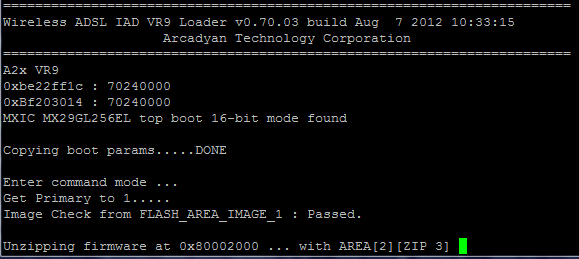 ======================================================================
Wireless ADSL IAD VR9 Loader v0.70.03 build Aug  7 2012 10:33:15
                    Arcadyan Technology Corporation
======================================================================
A2x VR9
0xbe22ff1c : 70240000
0xBf203014 : 70240000
MXIC MX29GL256EL top boot 16-bit mode found
Copying boot params.....DONE
Enter command mode ...
Get Primary to 1.....
Image Check from FLASH_AREA_IMAGE_1 : Passed.
Unzipping firmware at 0x80002000 ... with AREA[2][ZIP 3]